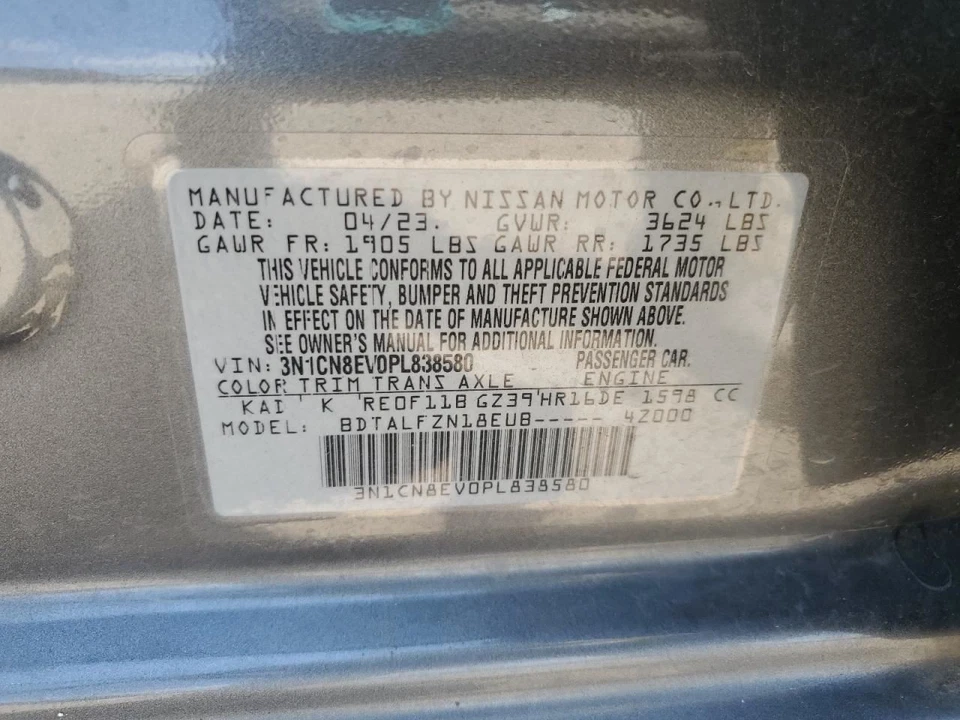 MANUFACTURED BY NISSAN MOTOR CO., LTD.
DATE: 04/23. GVWR: 3624 LBS
GAWR FR: 1905 LBS GAWR RR: 1735 LBS
THIS VEHICLE CONFORMS TO ALL APPLICABLE FEDERAL MOTOR
VEHICLE SAFETY, BUMPER AND THEFT PREVENTION STANDARDS
IN EFFECT ON THE DATE OF MANUFACTURE SHOWN ABOVE.
SEE OWNER'S MANUAL FOR ADDITIONAL INFORMATION.
VIN: 3N1CN8EV0PL838580 PASSENGER CAR.
COLOR TRIM TRANS AXLE ENGINE
KAI ' K 'RE0F11B GZ39'HR16DE 1598 CC
MODEL: BDTALFZN18EUB----- 4Z000
3N1CN8EV0PL838580